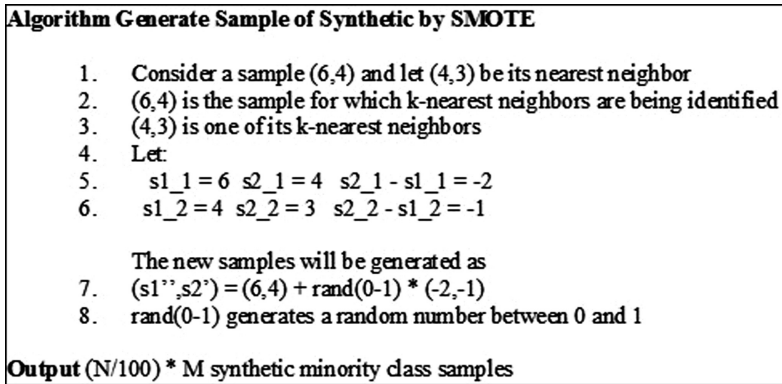 Algorithm Generate Sample of Synthetic by SMOTE
1. Consider a sample (6,4) and let (4,3) be its nearest neighbor
2. (6,4) is the sample for which k-nearest neighbors are being identified
3. (4,3) is one of its k-nearest neighbors
4. Let:
5. s1_1 = 6 s2_1 = 4 s2_1 - s1_1 = -2
6. s1_2 = 4 s2_2 = 3 s2_2 - s1_2 = -1
The new samples will be generated as
7. (s1’’,s2’) = (6,4) + rand(0-1) * (-2,-1)
8. rand(0-1) generates a random number between 0 and 1
Output (N/100) * M synthetic minority class samples